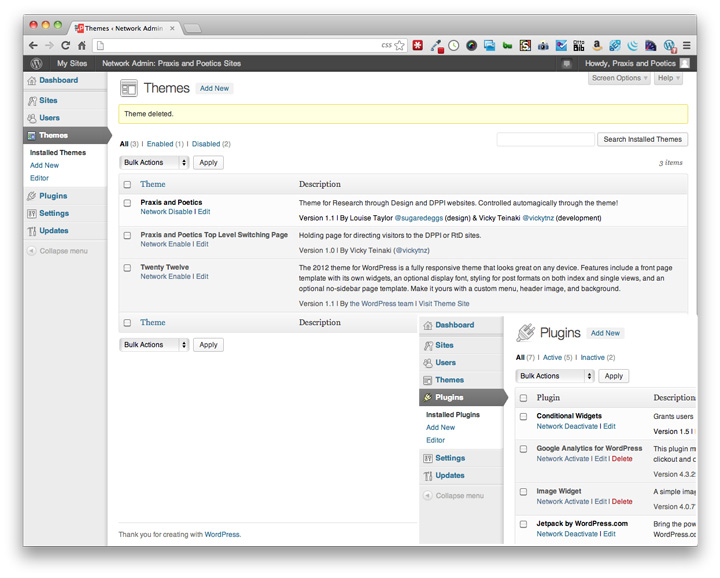 Themes ‹ Network Admin
css
My Sites
Network Admin: Praxis and Poetics Sites
Howdy, Praxis and Poetics
Dashboard
Sites
Users
Themes
Installed Themes
Add New
Editor
Plugins
Settings
Updates
Collapse menu
Screen Options
Help
Themes Add New
Theme deleted.
All (3) | Enabled (1) | Disabled (2)
Search Installed Themes
Bulk Actions Apply
3 items
Theme Description
Praxis and Poetics
Network Disable | Edit
Theme for Research through Design and DPPI websites. Controlled automagically through the theme!
Version 1.1 | By Louise Taylor @sugaredeggs (design) & Vicky Teinaki @vickytnz (development)
Praxis and Poetics Top Level Switching Page
Network Enable | Edit
Holding page for directing visitors to the DPPI or RtD sites.
Version 1.0 | By Vicky Teinaki (@vickytnz)
Twenty Twelve
Network Enable | Edit
The 2012 theme for WordPress is a fully responsive theme that looks great on any device. Features include a front page
template with its own widgets, an optional display font, styling for post formats on both index and single views, and an
optional no-sidebar page template. Make it yours with a custom menu, header image, and background.
Version 1.1 | By the WordPress team | Visit Theme Site
Theme Description
Bulk Actions Apply
Thank you for creating with WordPress.
Dashboard
Sites
Users
Themes
Plugins
Installed Plugins
Add New
Editor
Settings
Updates
Collapse menu
Plugins Add New
All (7) | Active (5) | Inactive (2)
Bulk Actions Apply
Plugin Description
Conditional Widgets
Network Deactivate | Edit
Grants users
Version 1.5 |
Google Analytics for WordPress
Network Activate | Edit | Delete
This plugin m
clickout and c
Version 4.3.2
Image Widget
Network Activate | Edit | Delete
A simple imag
Version 4.0.7
Jetpack by WordPress.com
Network Deactivate | Edit
Bring the pow
WordPress.co